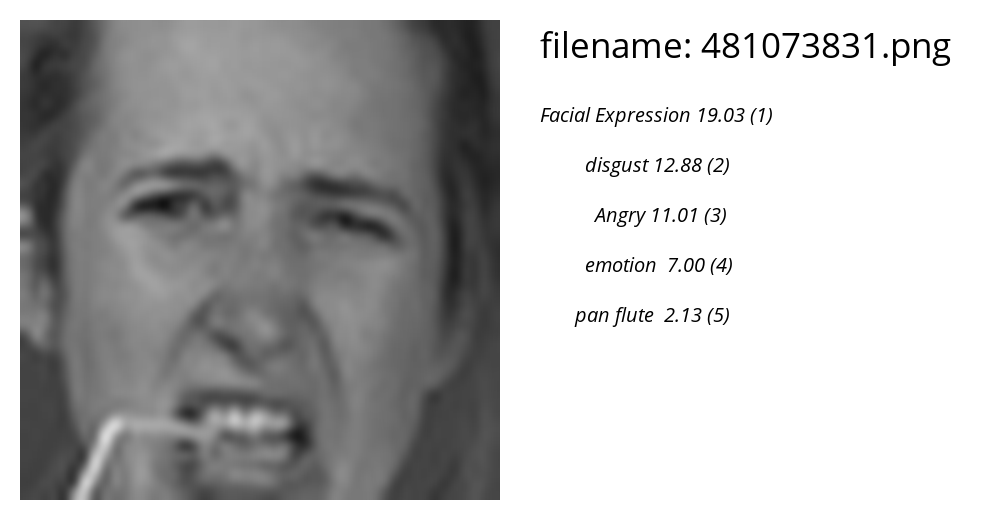 filename: 481073831.png
Facial Expression 19.03 (1)
disgust 12.88 (2)
Angry 11.01 (3)
emotion 7.00 (4)
pan flute 2.13 (5)